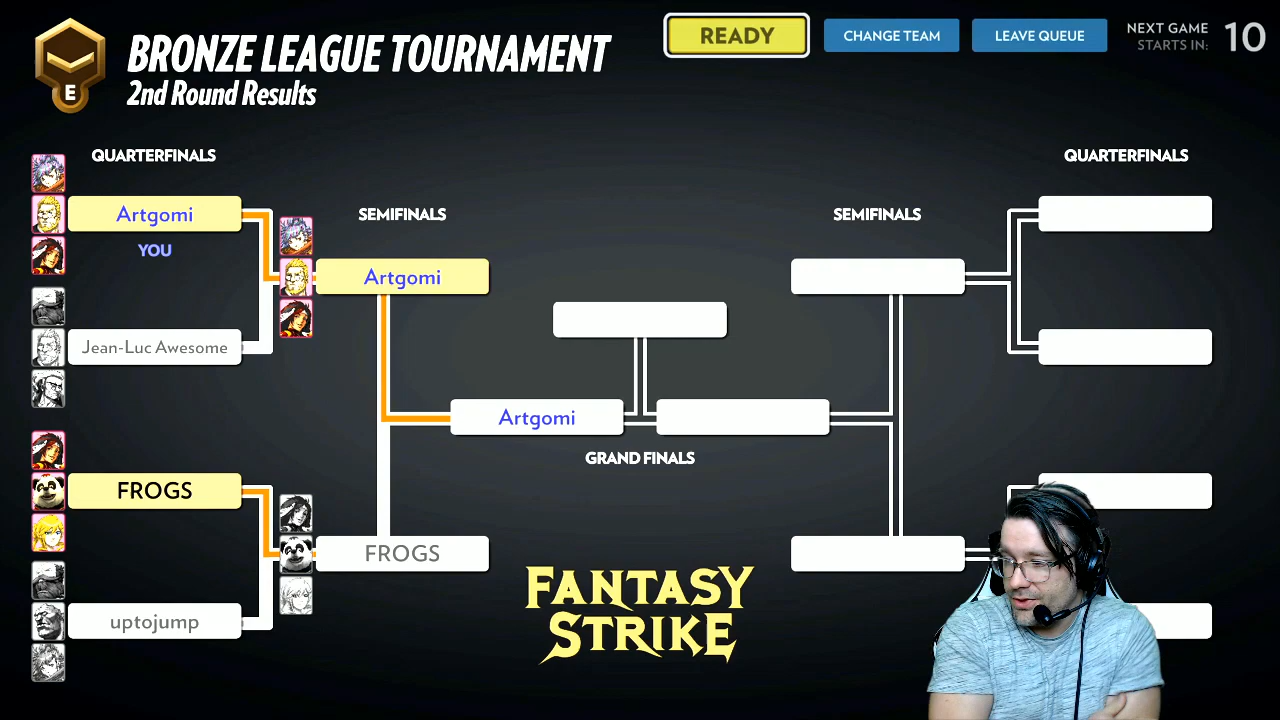 BRONZE LEAGUE TOURNAMENT
2nd Round Results
E
READY
CHANGE TEAM
LEAVE QUEUE
NEXT GAME
STARTS IN:
10
QUARTERFINALS
QUARTERFINALS
Artgomi
YOU
SEMIFINALS
SEMIFINALS
Artgomi
Jean-Luc Awesome
Artgomi
GRAND FINALS
FROGS
FROGS
uptojump
FANTASY
STRIKE